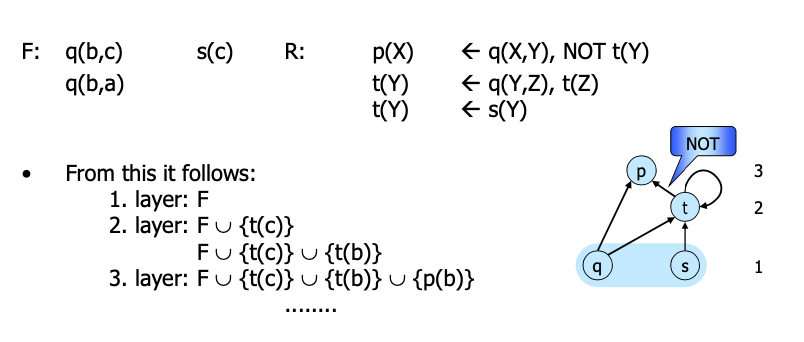 F: q(b,c) s(c) R: p(X) ← q(X,Y), NOT t(Y)
q(b,a) t(Y) ← q(Y,Z), t(Z)
t(Y) ← s(Y)
NOT
• From this it follows:
p 3
1. layer: F
t 2
2. layer: F ∪ {t(c)}
F ∪ {t(c)} ∪ {t(b)}
q s 1
3. layer: F ∪ {t(c)} ∪ {t(b)} ∪ {p(b)}
........